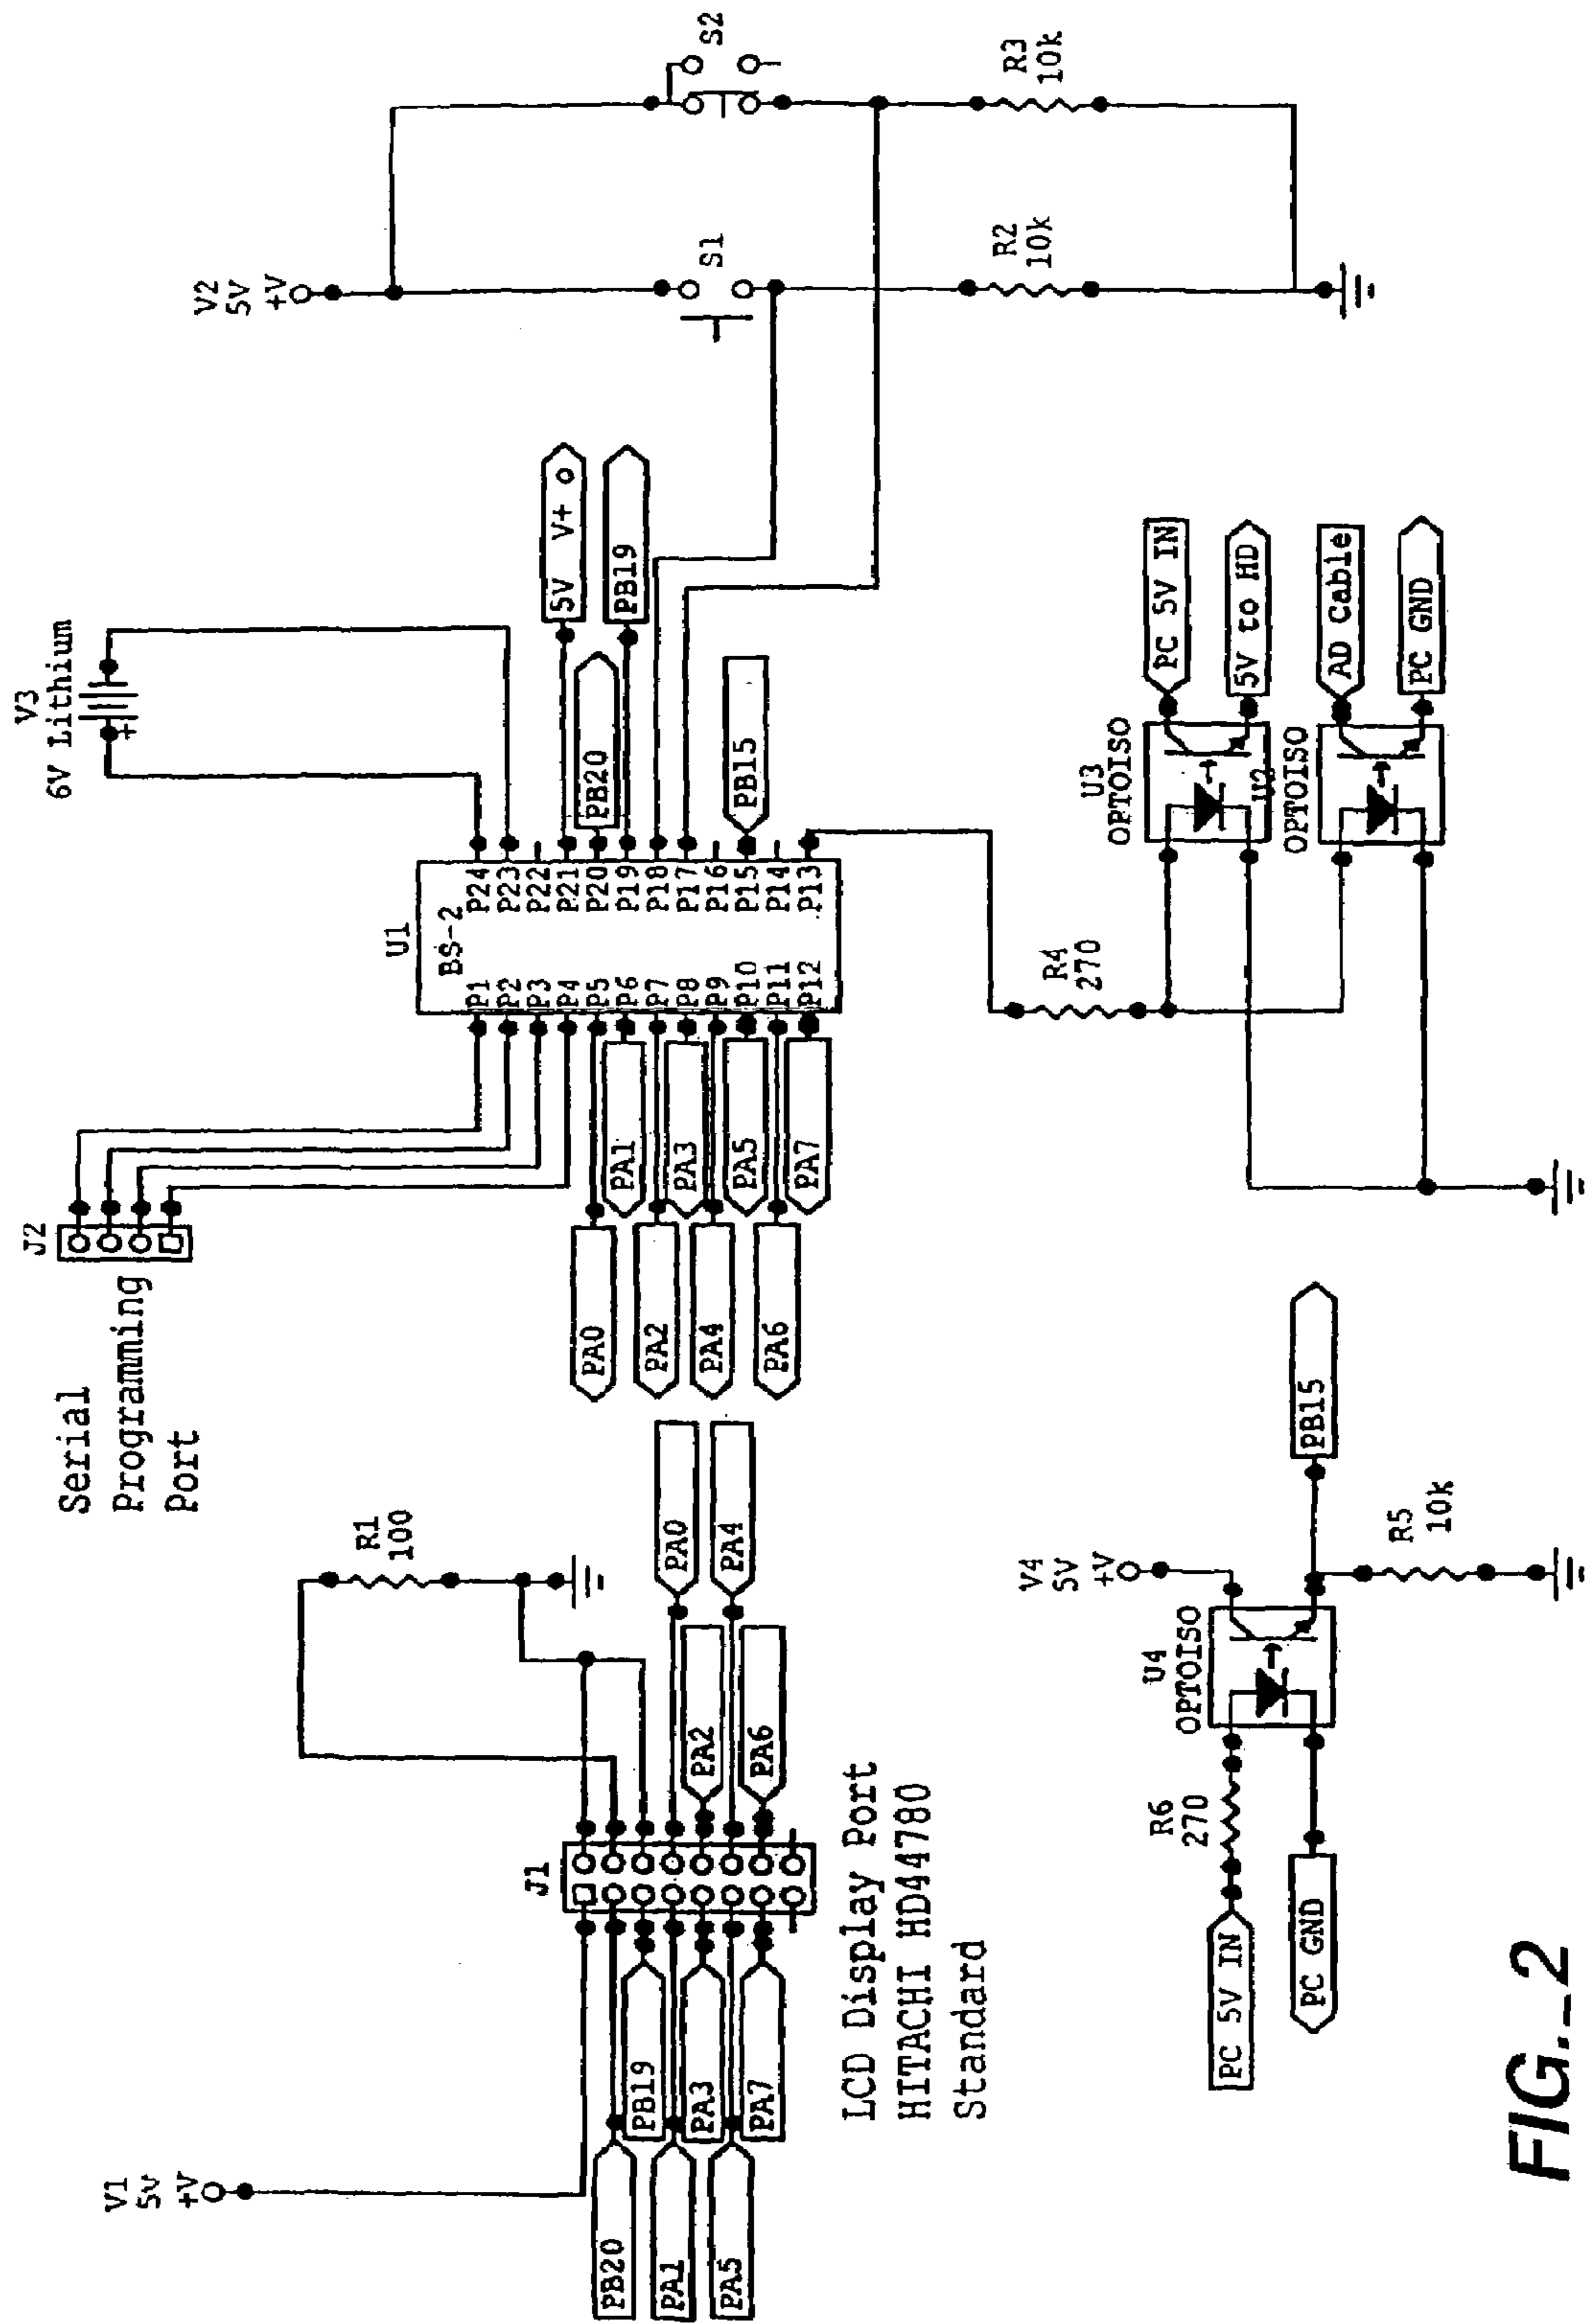 V1
5v
+V
PB20
PA1
PA5
PB19
PA3
PA7
J1
LCD Display Port
HITACHI HD44780
Standard
R1
100
PA0
PA4
PA2
PA6
Serial
Programming
Port
J2
PA0
PA2
PA4
PA6
PA1
PA3
PA5
PA7
U1
BS-2
P1
P2
P3
P4
P5
P6
P7
P8
P9
P10
P11
P12
P24
P23
P22
P21
P20
P19
P18
P17
P16
P15
P14
P13
V3
6V Lithium
+
5V V+
PB20
PB19
PB15
V2
5V
+V
S1
S2
R2
10k
R3
10k
PC 5V IN
PC GND
R6
270
U4
OPTOISO
V4
5V
+V
PB15
R5
10k
R4
270
U3
OPTOISO
U2
OPTOISO
PC 5V IN
5V to HD
AD Cable
PC GND
FIG._2